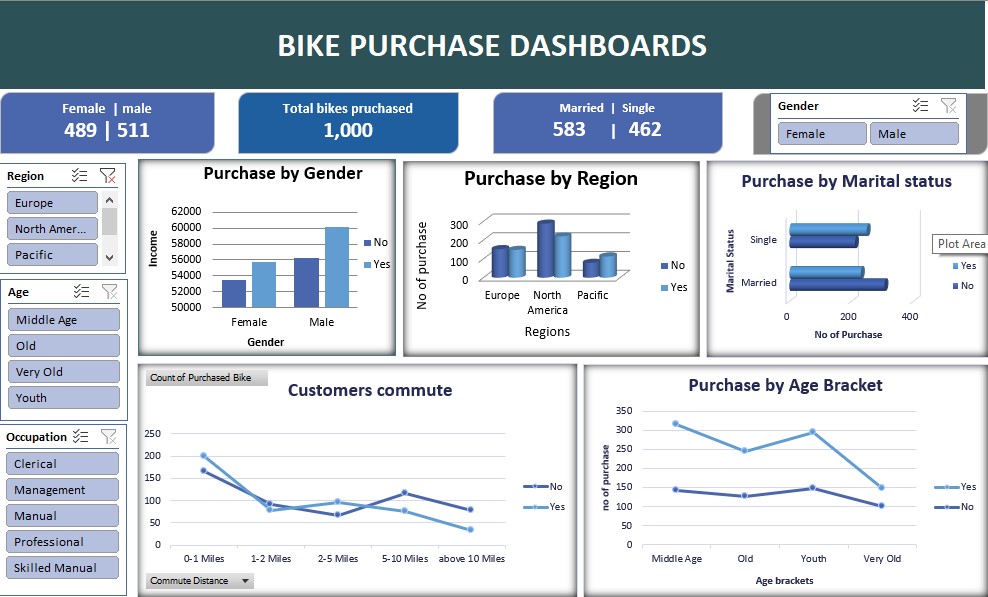 BIKE PURCHASE DASHBOARDS
Female | male
489 | 511
Total bikes pruchased
1,000
Married | Single
583 | 462
Gender
Female Male
Region
Europe
North Amer...
Pacific
Age
Middle Age
Old
Very Old
Youth
Occupation
Clerical
Management
Manual
Professional
Skilled Manual
Purchase by Gender
Income
62000
60000
58000
56000
54000
52000
50000
Female Male
Gender
No
Yes
Purchase by Region
No of purchase
300
200
100
0
Europe North America Pacific
Regions
No
Yes
Purchase by Marital status
Marital Status
Single
Married
0 200 400
No of Purchase
Plot Area
Yes
No
Count of Purchased Bike
Customers commute
250
200
150
100
50
0
0-1 Miles 1-2 Miles 2-5 Miles 5-10 Miles above 10 Miles
No
Yes
Commute Distance
Purchase by Age Bracket
no of purchase
350
300
250
200
150
100
50
0
Middle Age Old Youth Very Old
Age brackets
Yes
No